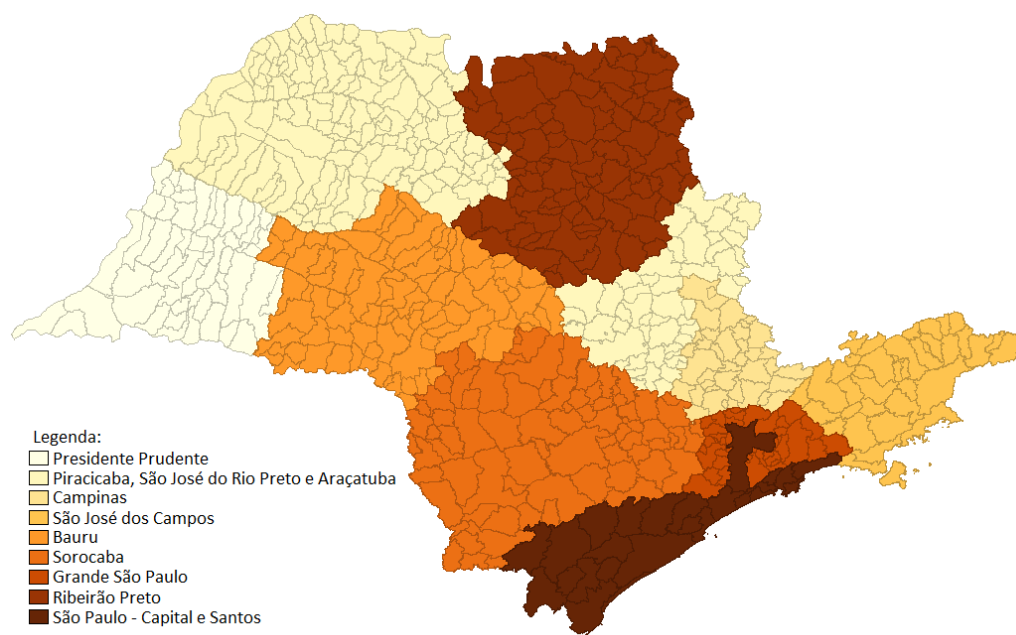 Legenda:
Presidente Prudente
Piracicaba, São José do Rio Preto e Araçatuba
Campinas
São José dos Campos
Bauru
Sorocaba
Grande São Paulo
Ribeirão Preto
São Paulo - Capital e Santos